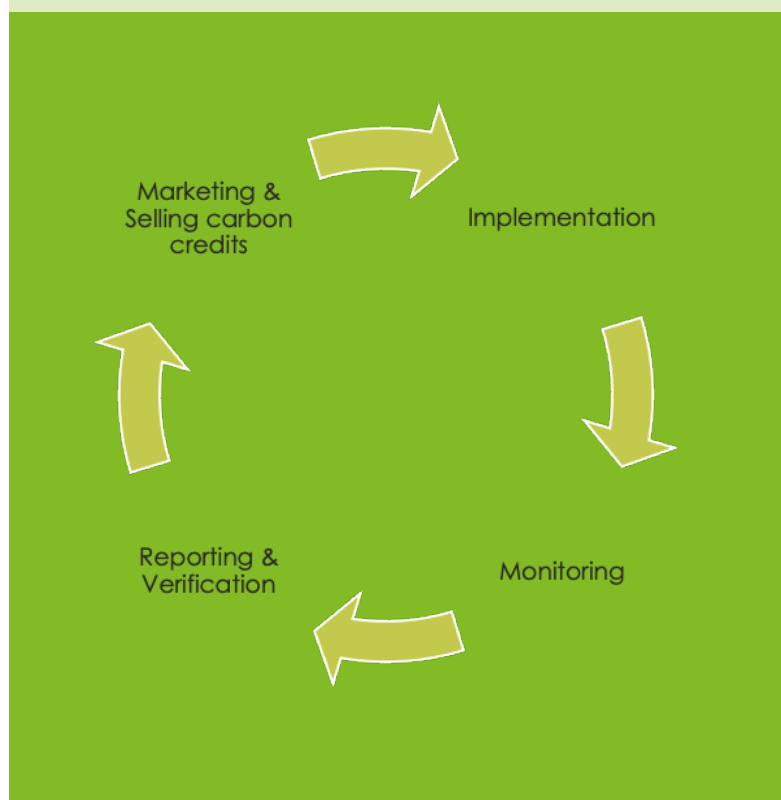 Marketing &
Selling carbon
credits
Implementation
Reporting &
Verification
Monitoring